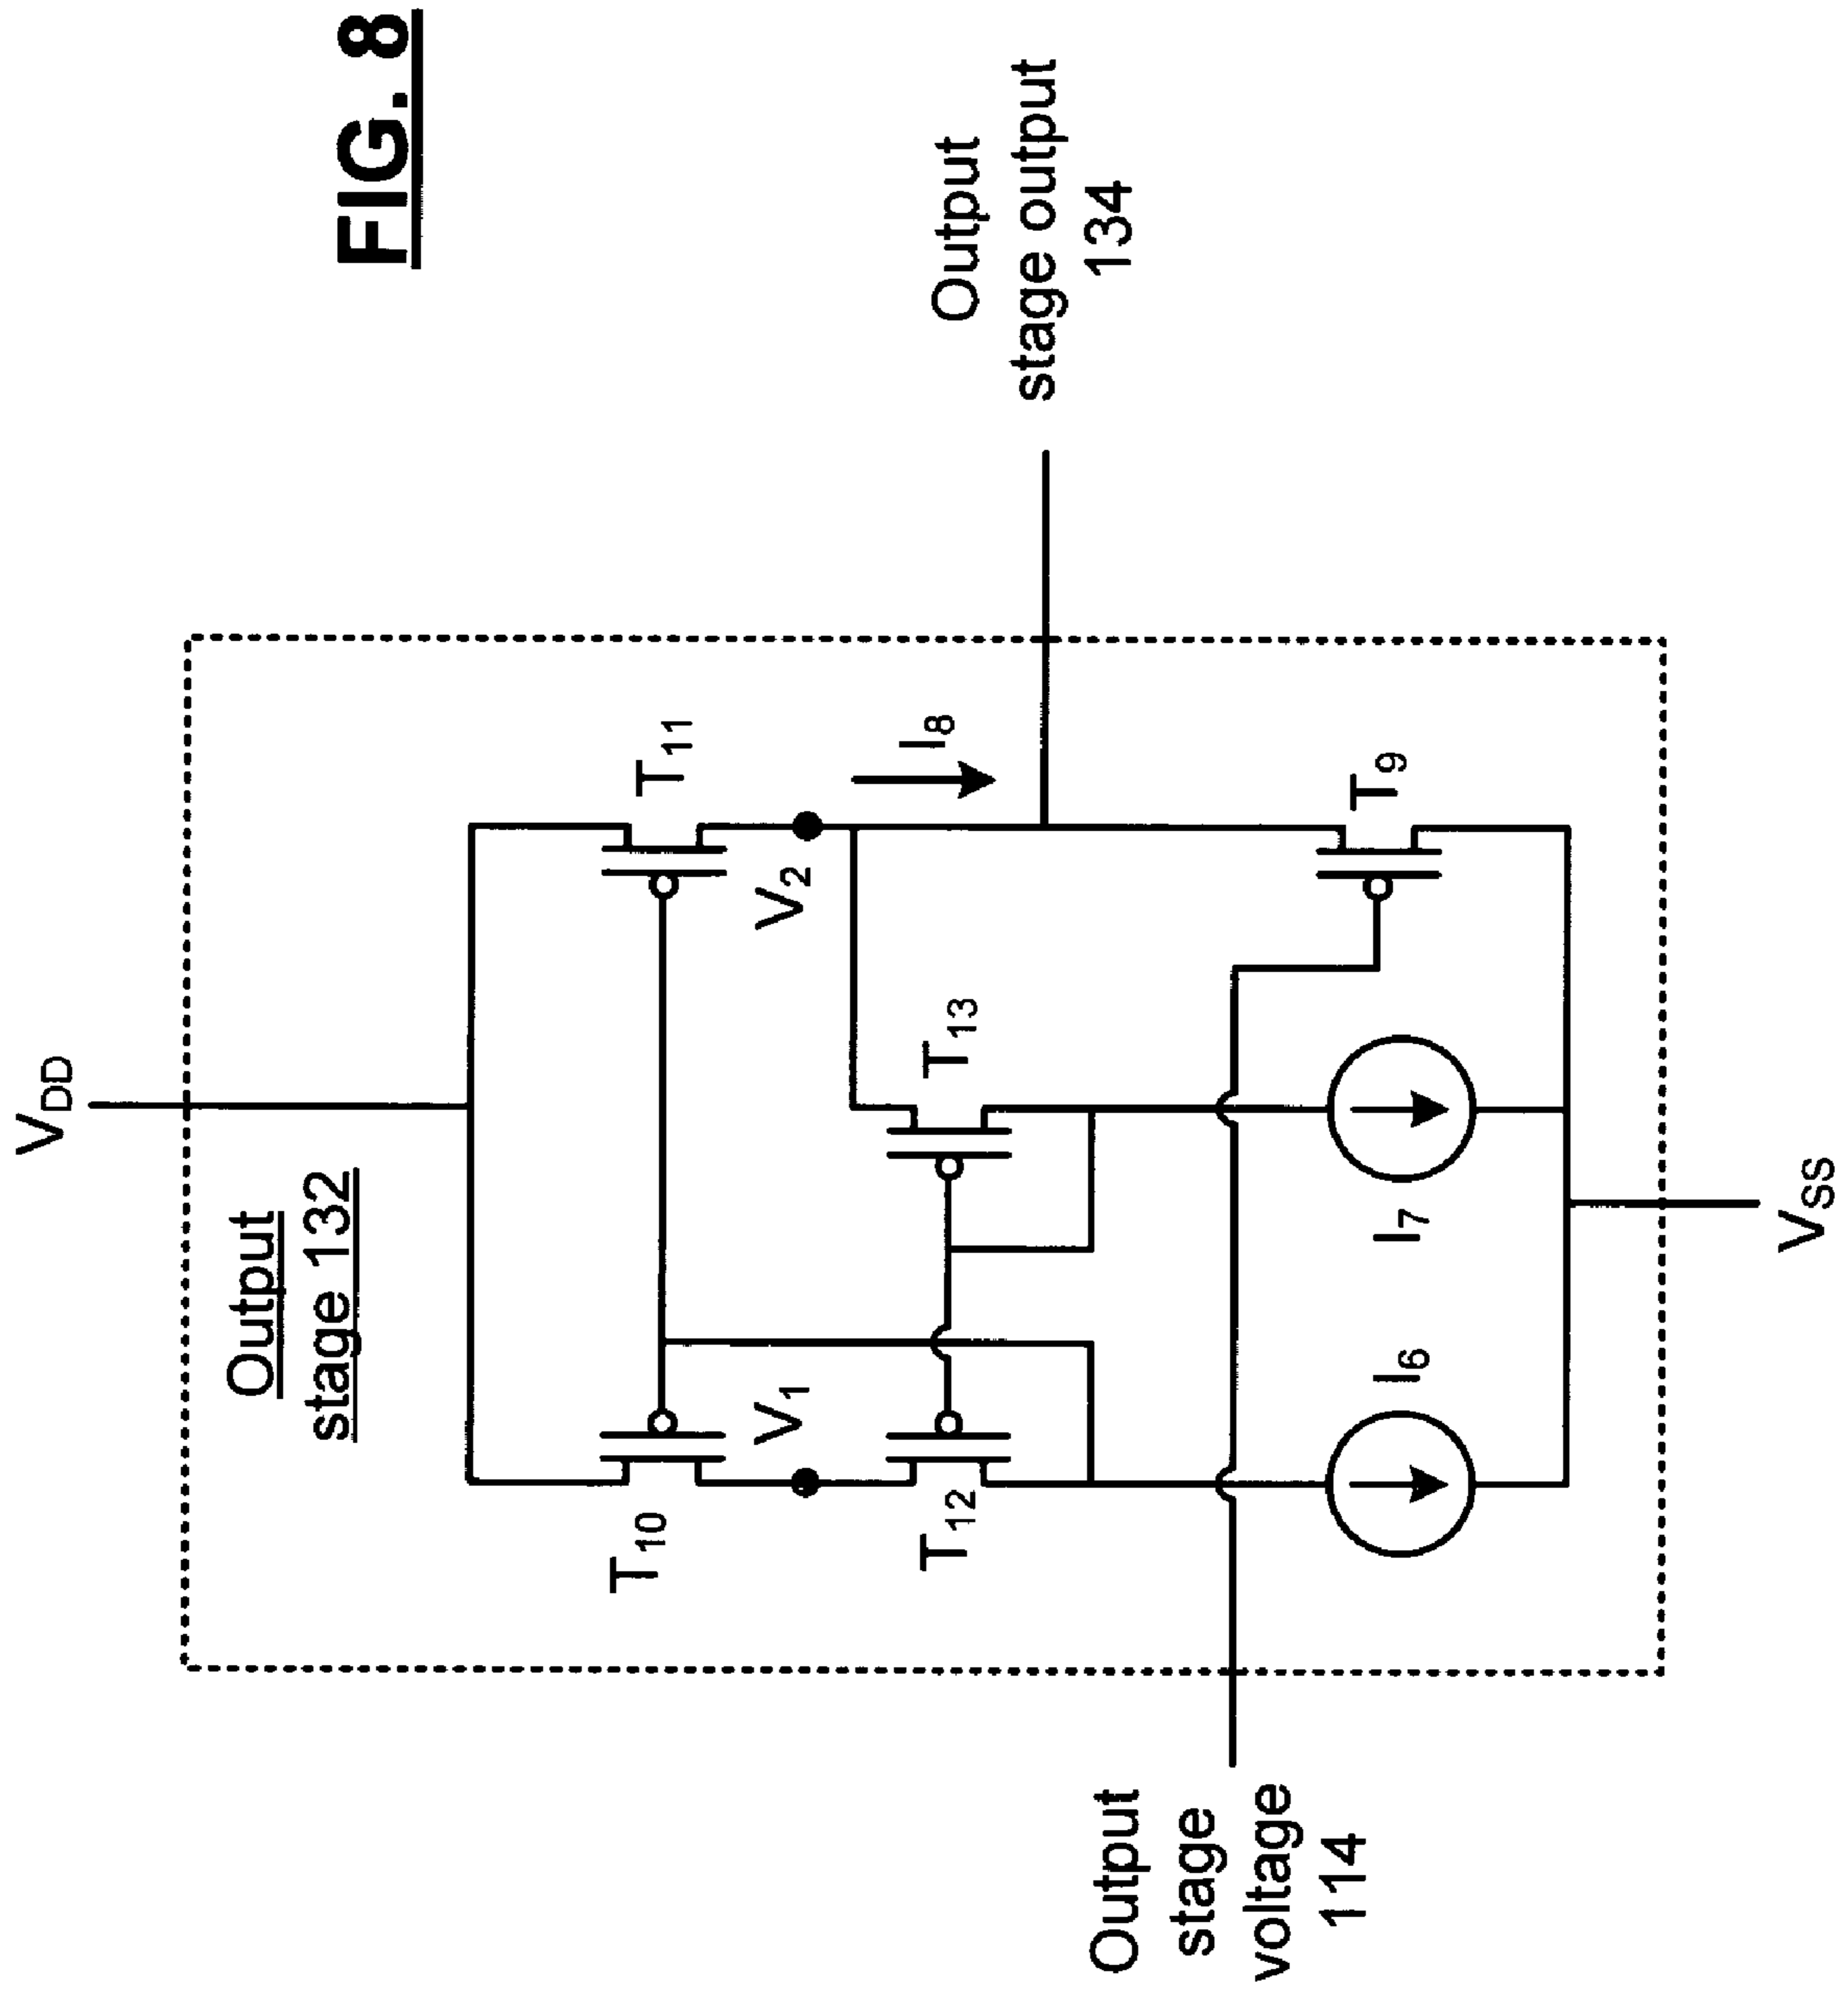 FIG. 8
V_DD
Output
stage 132
T_10
T_11
V_1
V_2
I_8
Output
stage output
134
T_12
T_13
T_9
Output
stage
voltage
114
I_6
I_7
V_SS